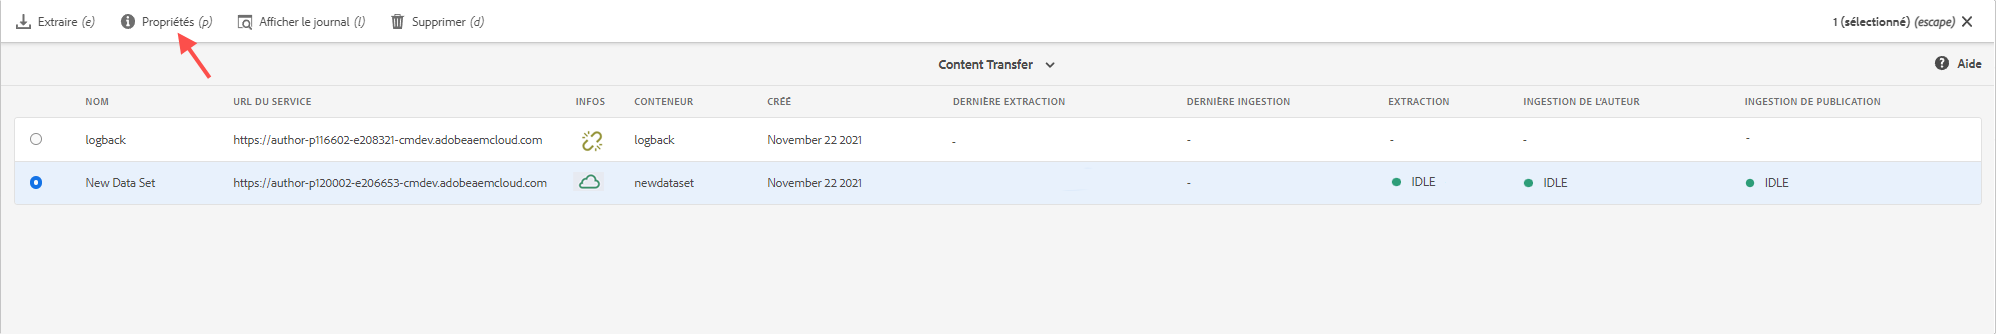 Extraire (e) Propriétés (p) Afficher le journal (l) Supprimer (d) 1 (sélectionné) (escape)
Content Transfer Aide
NOM URL DU SERVICE INFOS CONTENEUR CRÉÉ DERNIÈRE EXTRACTION DERNIÈRE INGESTION EXTRACTION INGESTION DE L'AUTEUR INGESTION DE PUBLICATION
logback https://author-p116602-e208321-cmdev.adobeaemcloud.com logback November 22 2021 - - - - -
New Data Set https://author-p120002-e206653-cmdev.adobeaemcloud.com newdataset November 22 2021 - IDLE IDLE IDLE